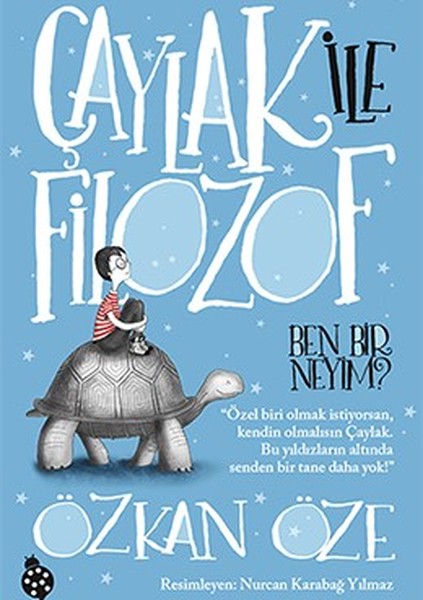 ÇAYLAK İLE
FİLOZOF
BEN BİR
NEYİM?
“Özel biri olmak istiyorsan,
kendin olmalısın Çaylak.
Bu yıldızların altında
senden bir tane daha yok!”
ÖZKAN ÖZE
Resimleyen: Nurcan Karabağ Yılmaz